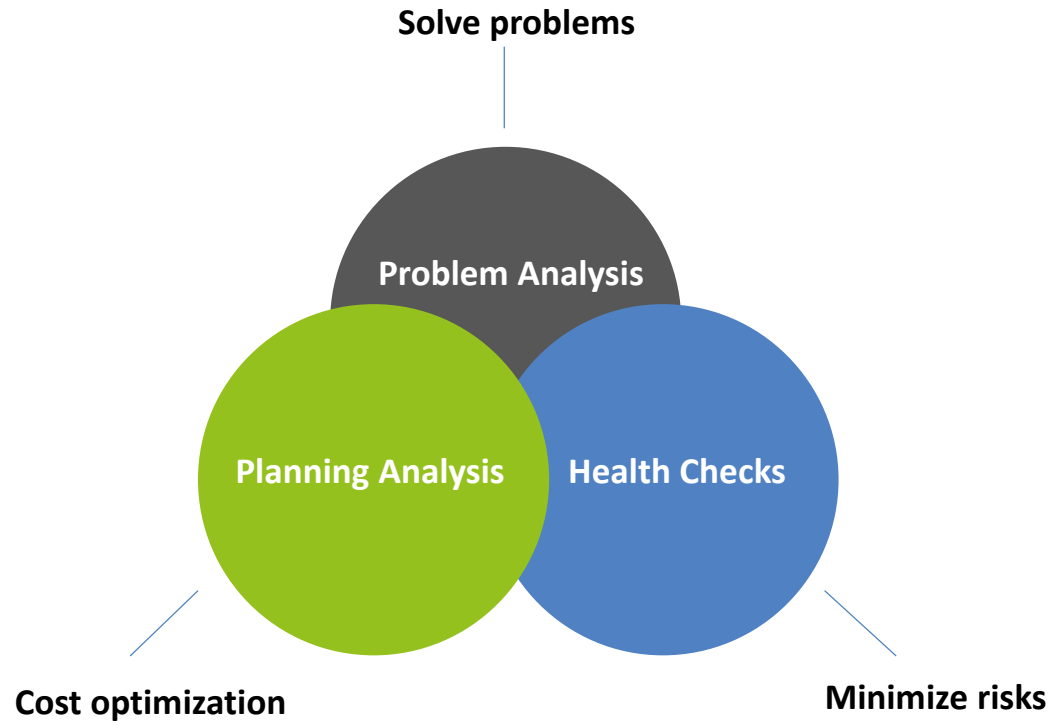 Solve problems
Problem Analysis
Planning Analysis
Health Checks
Cost optimization
Minimize risks